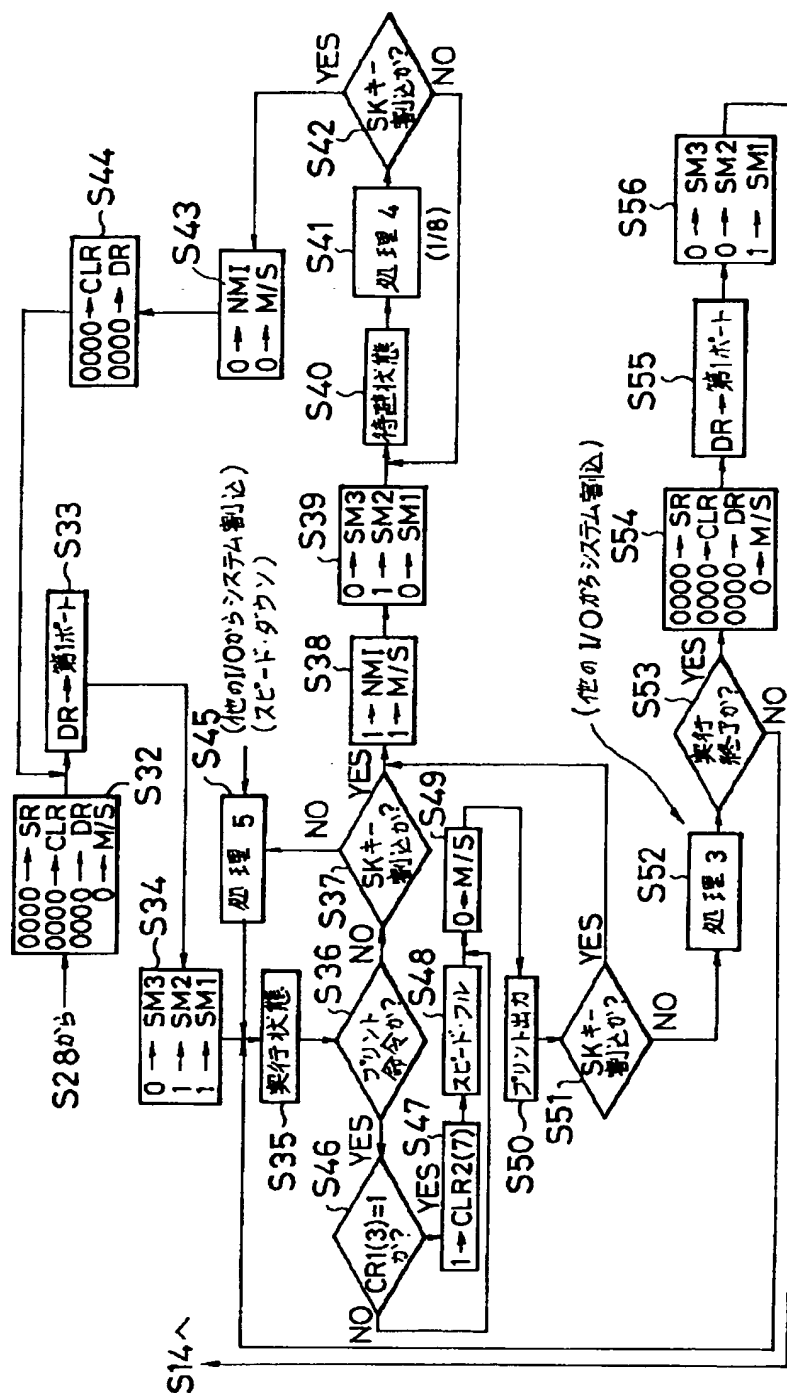 S28から
0000 → SR
0000 → CLR
0000 → DR
0 → M/S
S32
DR → 第1ポート
S33
0 → SM3
1 → SM2
1 → SM1
S34
実行状態
S35
プリント
命令か?
S36
YES
NO
SKキー
割込か?
S37
NO
YES
処理 5
S45
(他のI/Oからシステム割込)
(スピード・ダウン)
1 → NMI
1 → M/S
S38
0 → SM3
1 → SM2
0 → SM1
S39
待避状態
S40
処理 4
S41
(1/8)
SKキー
割込か?
S42
YES
NO
0 → NMI
0 → M/S
S43
0000 → CLR
0000 → DR
S44
CR1(3)=1
か?
S46
NO
YES
1 → CLR2(7)
S47
スピード・フル
S48
0 → M/S
S49
プリント出力
S50
SKキー
割込か?
S51
YES
NO
処理 3
S52
(他のI/Oからシステム割込)
実行
終了か?
S53
YES
NO
0000 → SR
0000 → CLR
0000 → DR
0 → M/S
S54
DR → 第1ポート
S55
0 → SM3
0 → SM2
1 → SM1
S56
S14へ